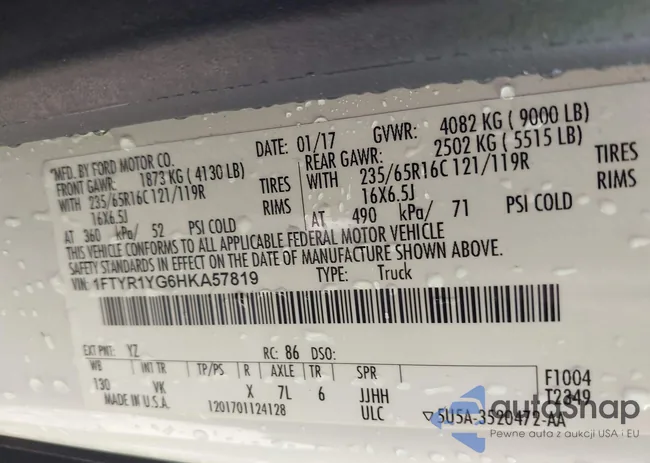 MFD. BY FORD MOTOR CO.
DATE: 01/17 GVWR: 4082 KG ( 9000 LB)
FRONT GAWR: 1873 KG ( 4130 LB) REAR GAWR: 2502 KG ( 5515 LB)
WITH 235/65R16C 121/119R TIRES WITH 235/65R16C 121/119R TIRES
16X6.5J RIMS 16X6.5J RIMS
AT 360 kPa/ 52 PSI COLD AT 490 kPa/ 71 PSI COLD
THIS VEHICLE CONFORMS TO ALL APPLICABLE FEDERAL MOTOR VEHICLE
SAFETY STANDARDS IN EFFECT ON THE DATE OF MANUFACTURE SHOWN ABOVE.
VIN: 1FTYR1YG6HKA57819 TYPE: Truck
EXT PNT: YZ RC: 86 DSO:
WB INT TR TP/PS R AXLE TR SPR
130 VK X 7L 6 JJHH F1004
T2349
MADE IN U.S.A. 1201701124128 ULC ▽5U5A-3520472-AA
autoSnap
Pewne auta z aukcji USA i EU